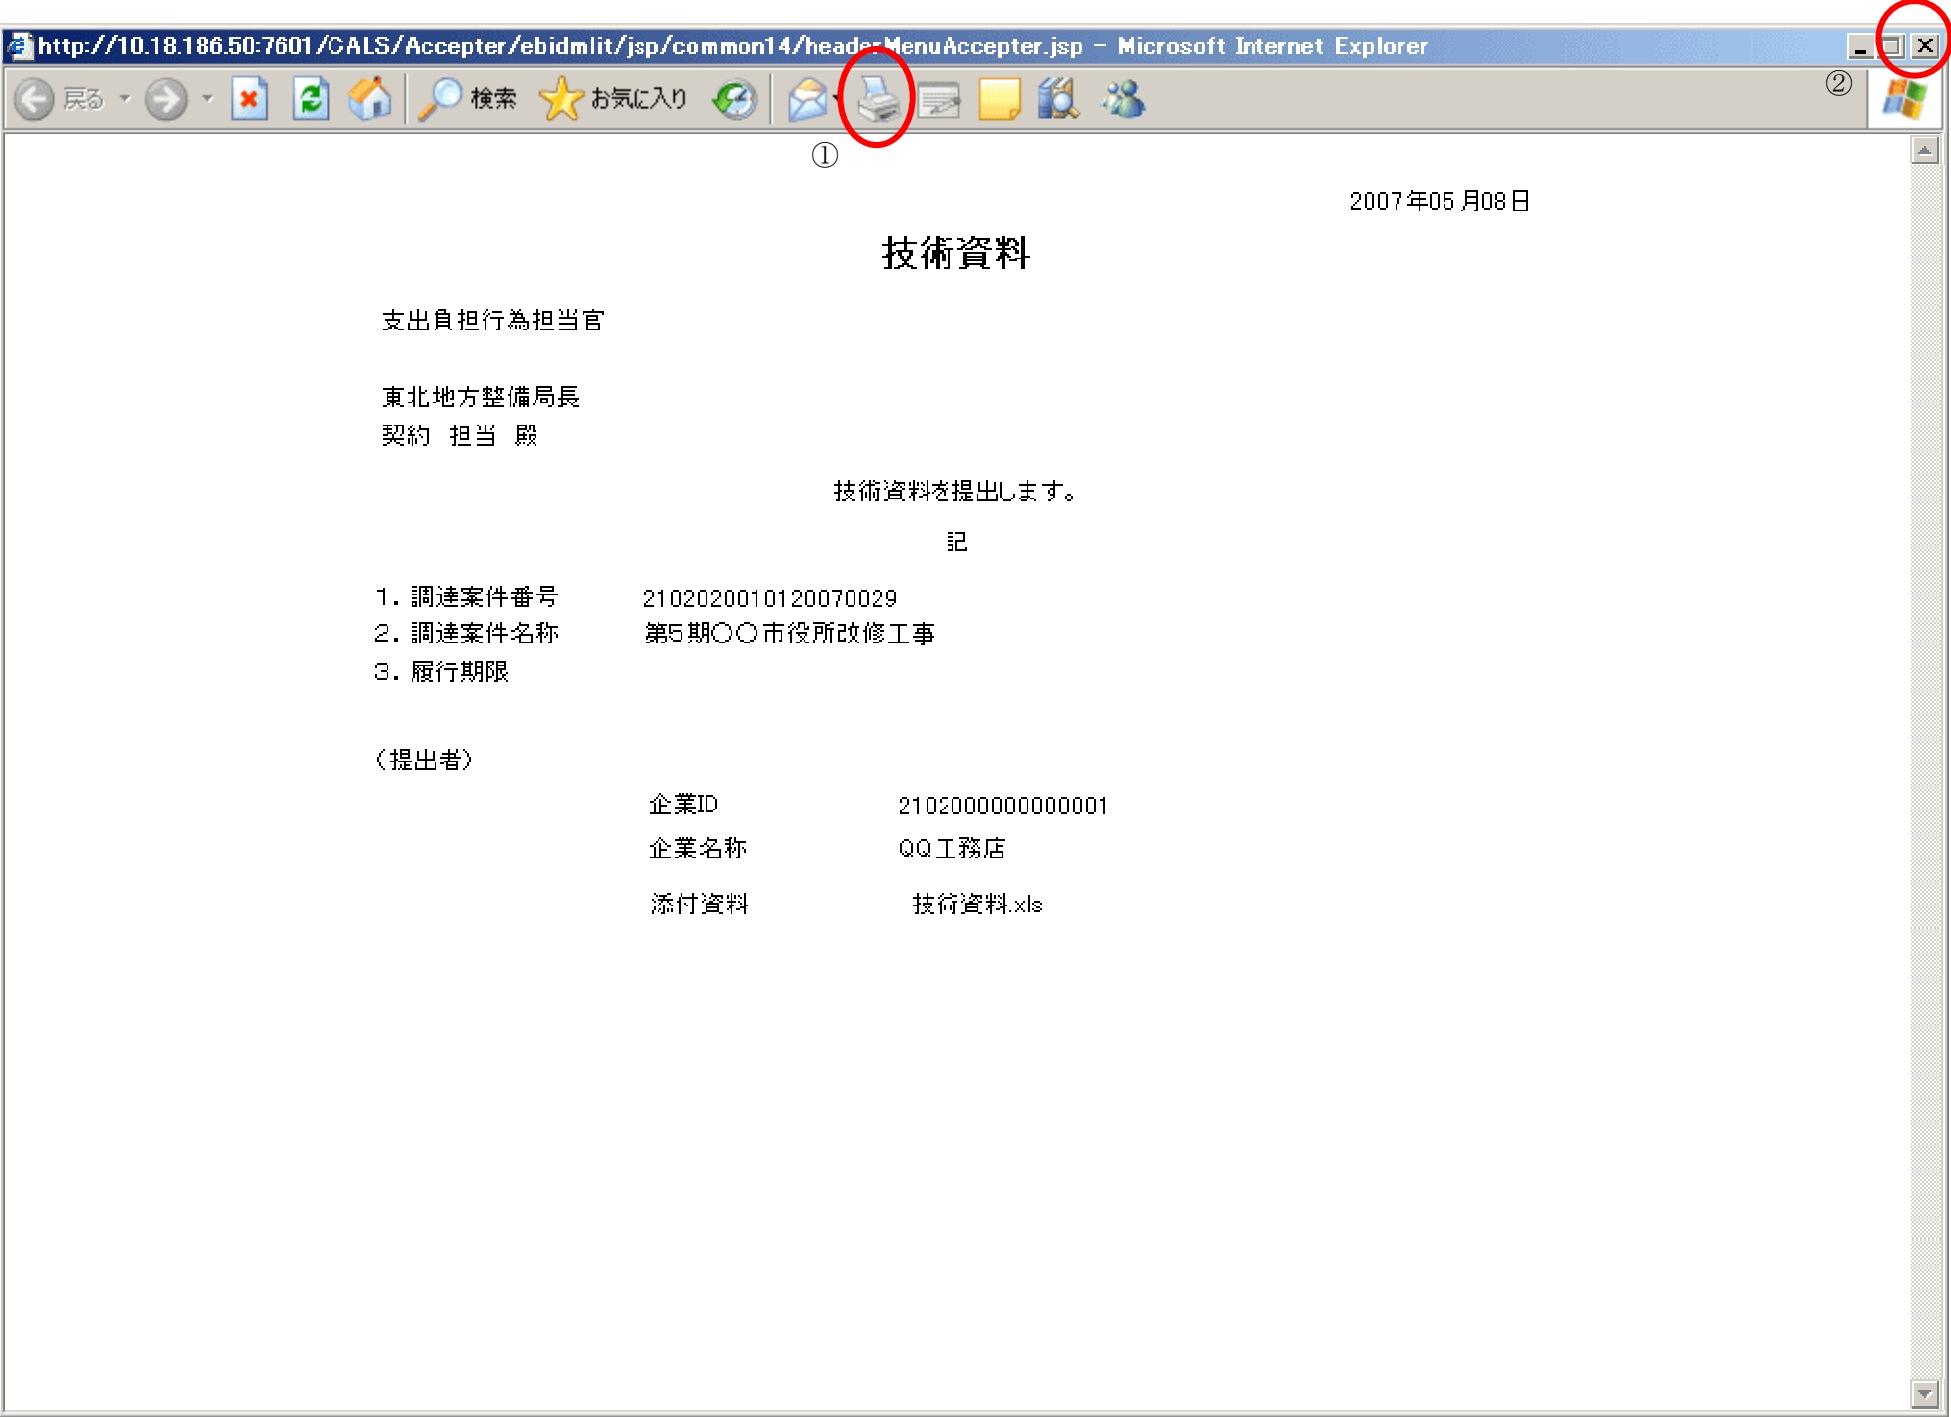 http://10.18.186.50:7601/CALS/Accepter/ebidmlit/jsp/common14/headerMenuAccepter.jsp - Microsoft Internet Explorer
戻る 検索 お気に入り ②
①
2007年05月08日
技術資料
支出負担行為担当官
東北地方整備局長
契約 担当 殿
技術資料を提出します。
記
1. 調達案件番号 2102020010120070029
2. 調達案件名称 第5期〇〇市役所改修工事
3. 履行期限
(提出者)
企業ID 2102000000000001
企業名称 QQ工務店
添付資料 技術資料.xls